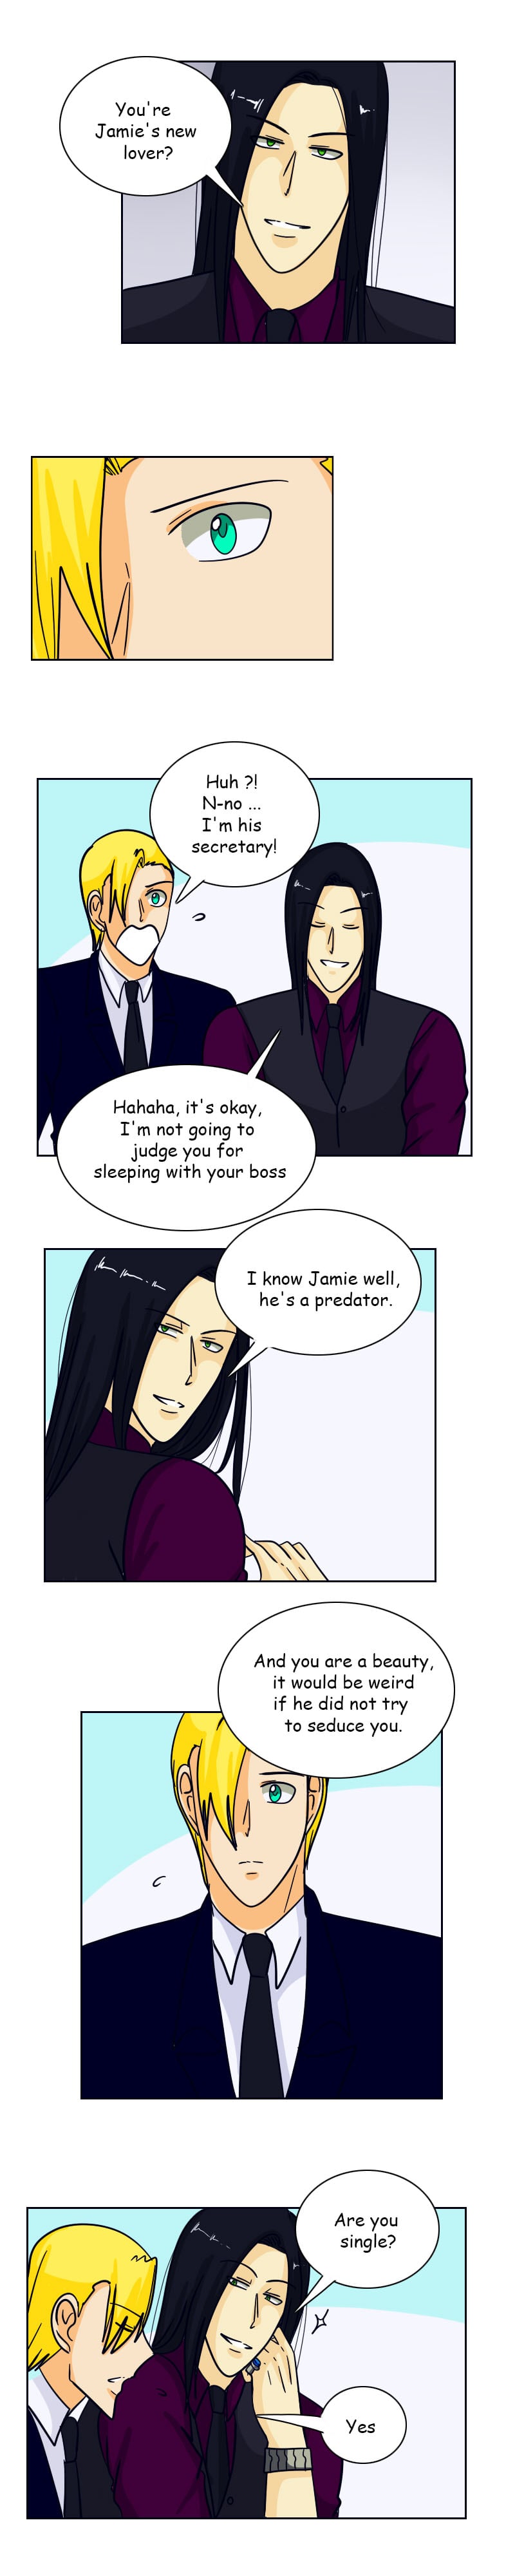 You're
Jamie's new
lover?
Huh ?!
N-no ...
I'm his
secretary!
Hahaha, it's okay,
I'm not going to
judge you for
sleeping with your boss
I know Jamie well,
he's a predator.
And you are a beauty,
it would be weird
if he did not try
to seduce you.
Are you
single?
Yes